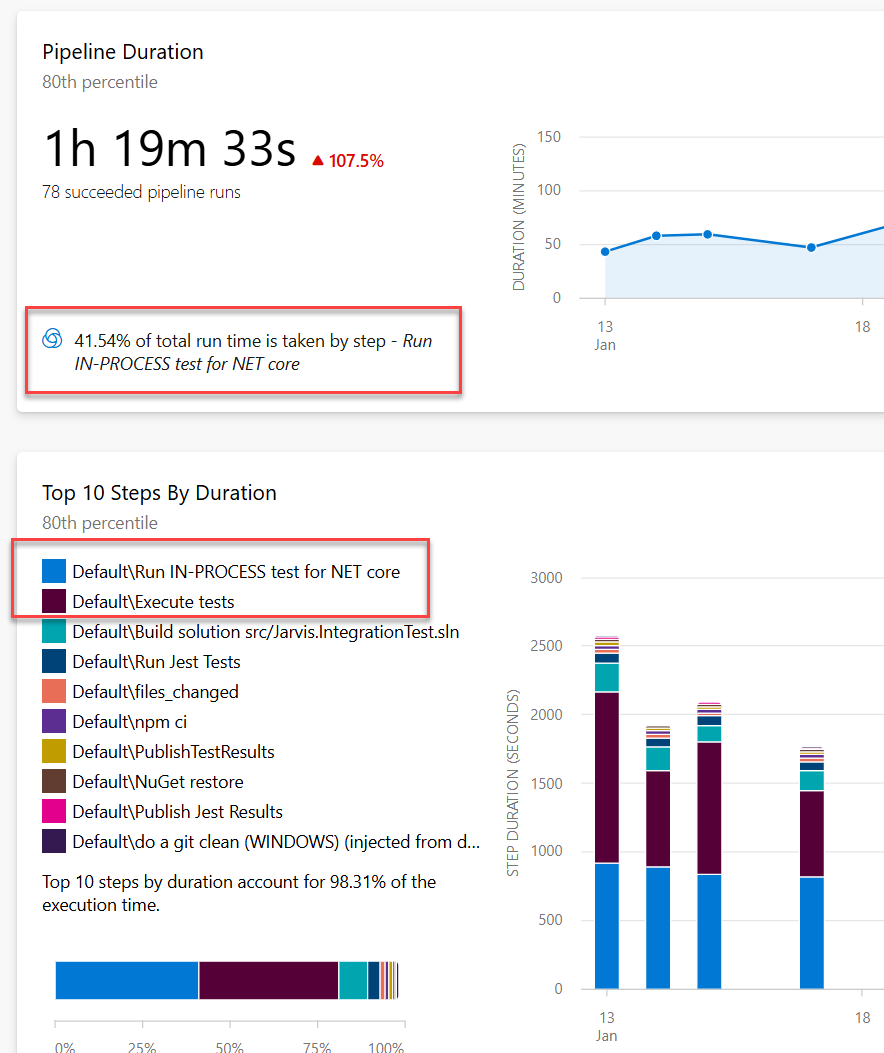 Pipeline Duration
80th percentile
1h 19m 33s
▲ 107.5%
78 succeeded pipeline runs
41.54% of total run time is taken by step - Run
IN-PROCESS test for NET core
DURATION (MINUTES)
150
100
50
0
13
Jan
18
Top 10 Steps By Duration
80th percentile
Default\Run IN-PROCESS test for NET core
Default\Execute tests
Default\Build solution src/Jarvis.IntegrationTest.sln
Default\Run Jest Tests
Default\files_changed
Default\npm ci
Default\PublishTestResults
Default\NuGet restore
Default\Publish Jest Results
Default\do a git clean (WINDOWS) (injected from d...
Top 10 steps by duration account for 98.31% of the
execution time.
0%
25%
50%
75%
100%
STEP DURATION (SECONDS)
3000
2500
2000
1500
1000
500
0
13
Jan
18